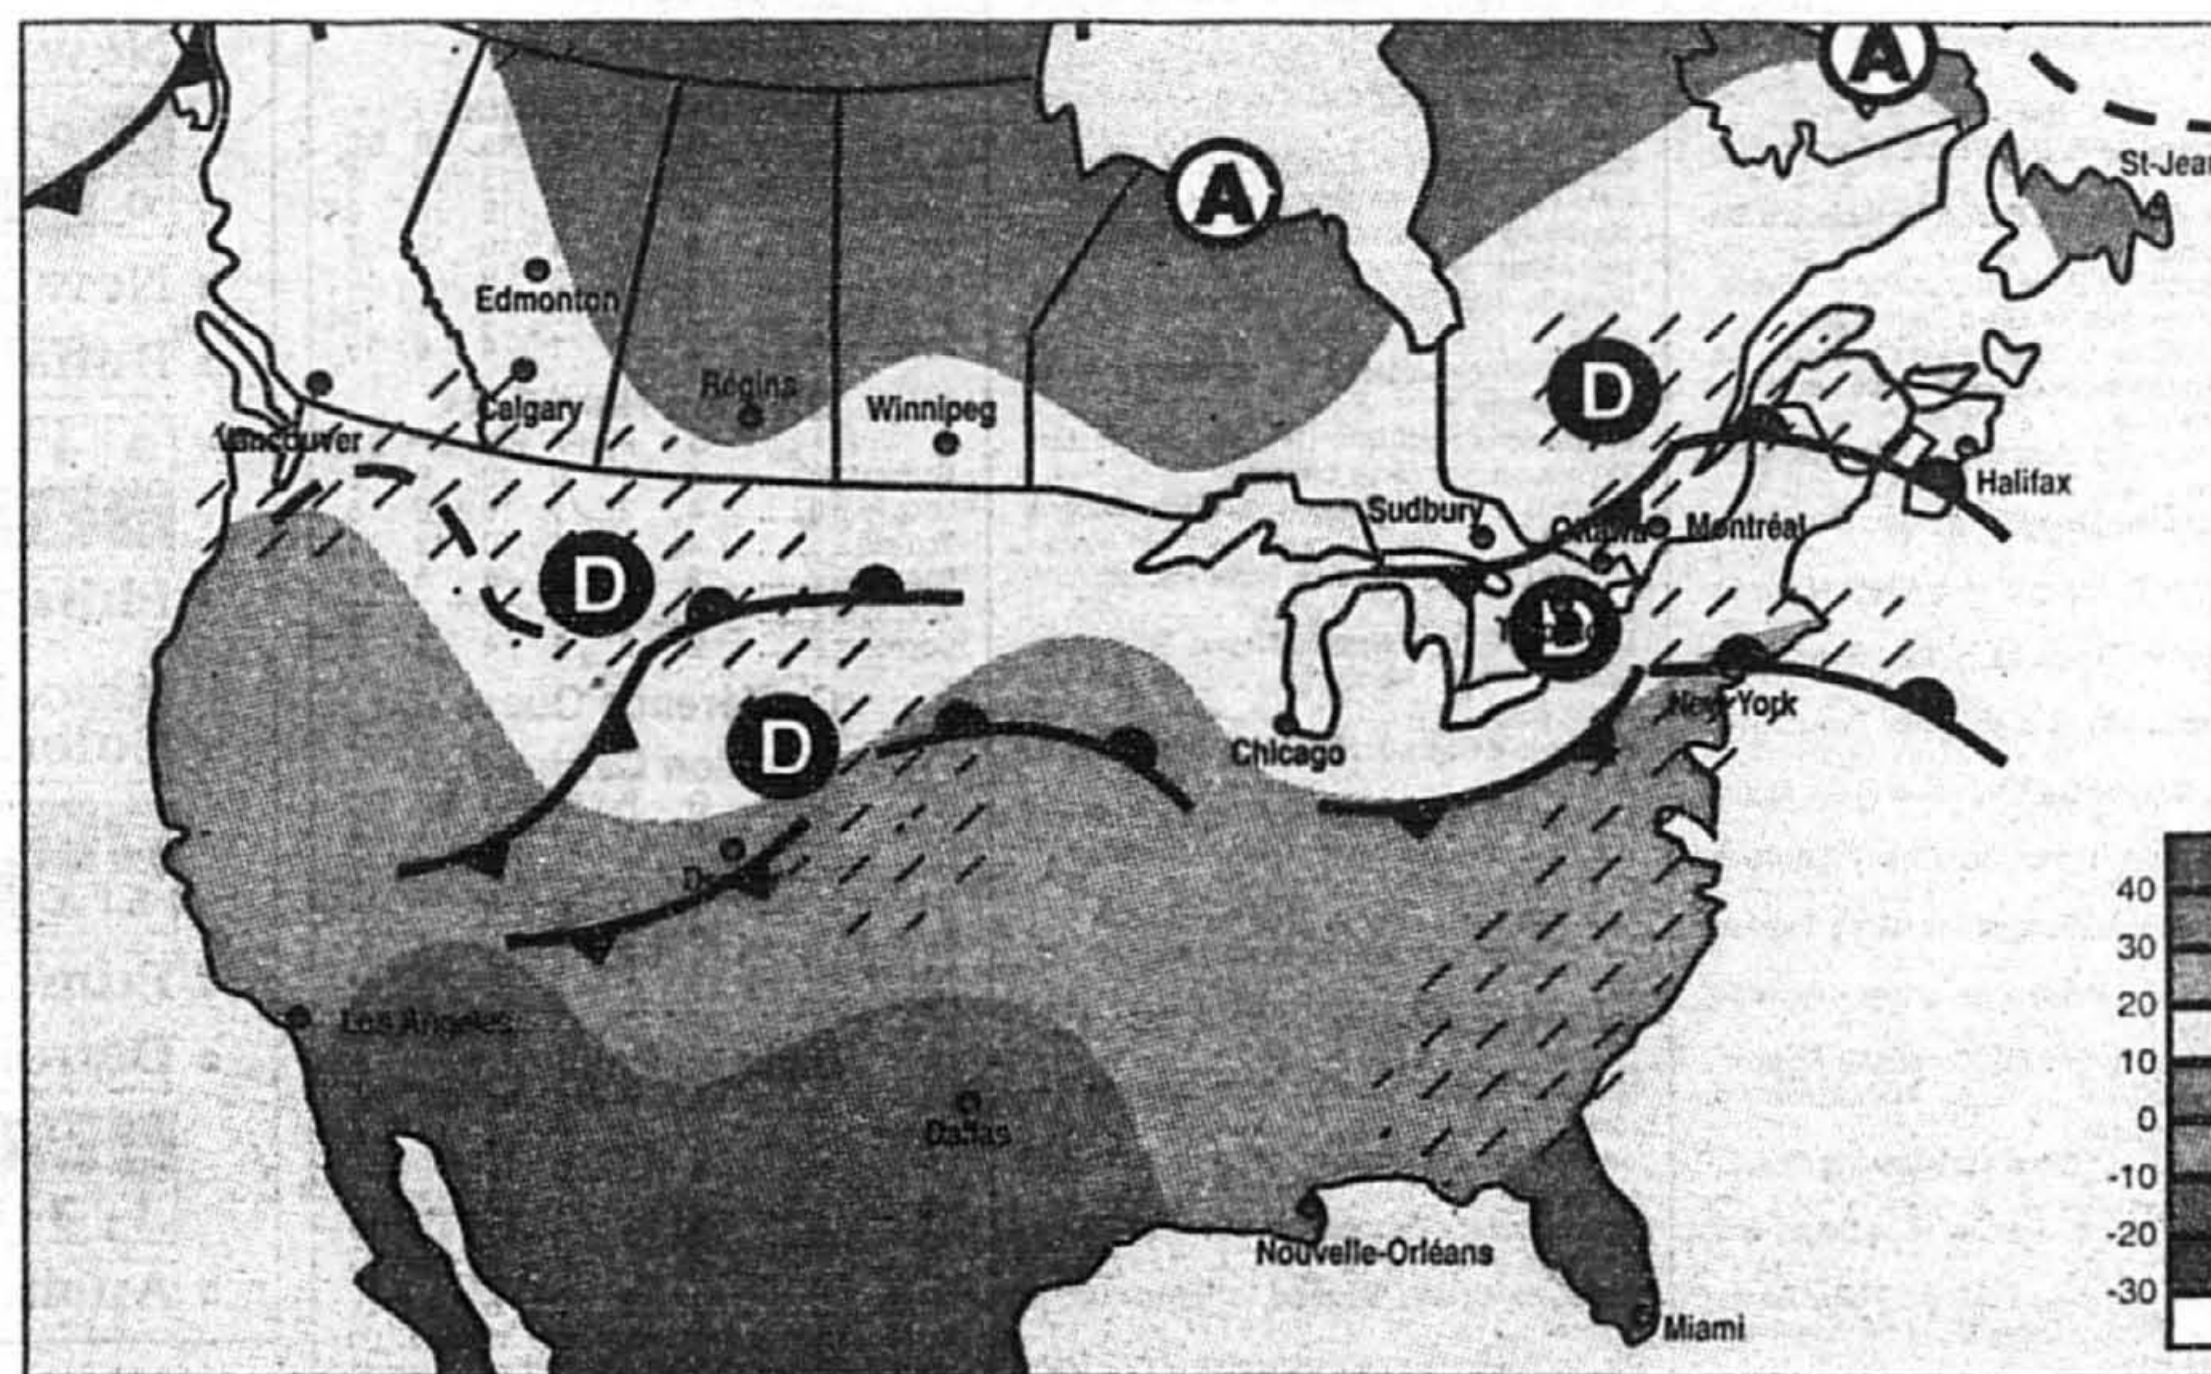 A
A
St-Jean
Edmonton
Calgary
Régina
Winnipeg
Vancouver
D
Halifax
Sudbury
Ottawa
Montréal
D
D
New-York
D
Chicago
Los Angeles
Dallas
Nouvelle-Orléans
Miami
40
30
20
10
0
-10
-20
-30